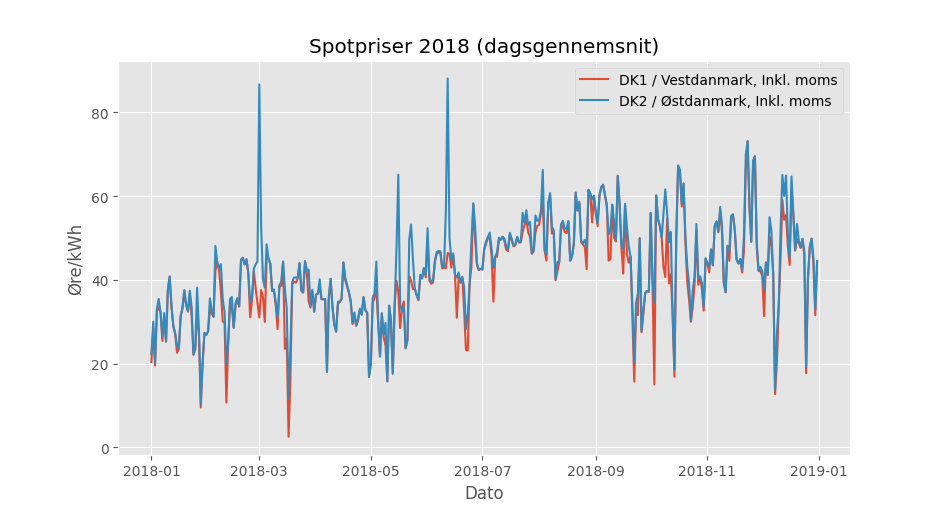 Spotpriser 2018 (dagsgennemsnit)
DK1 / Vestdanmark, Inkl. moms
DK2 / Østdanmark, Inkl. moms
Øre/kWh
80
60
40
20
0
2018-01 2018-03 2018-05 2018-07 2018-09 2018-11 2019-01
Dato